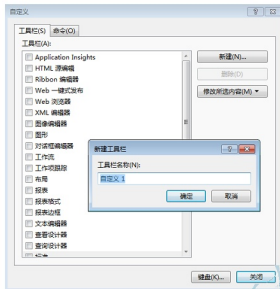 自定义
工具栏(S) 命令(O)
工具栏(A):
Application Insights
HTML 源编辑
Ribbon 编辑器
Web 一键式发布
Web 浏览器
XML 编辑器
图像编辑器
图形
对话框编辑器
工作流
工作项跟踪
布局
报表
报表格式
报表边框
文本编辑器
查看设计器
查询设计器
标准
新建(N)...
删除(D)
修改所选内容(M)
新建工具栏
工具栏名称(N):
自定义 1
确定 取消
键盘(K)... 关闭